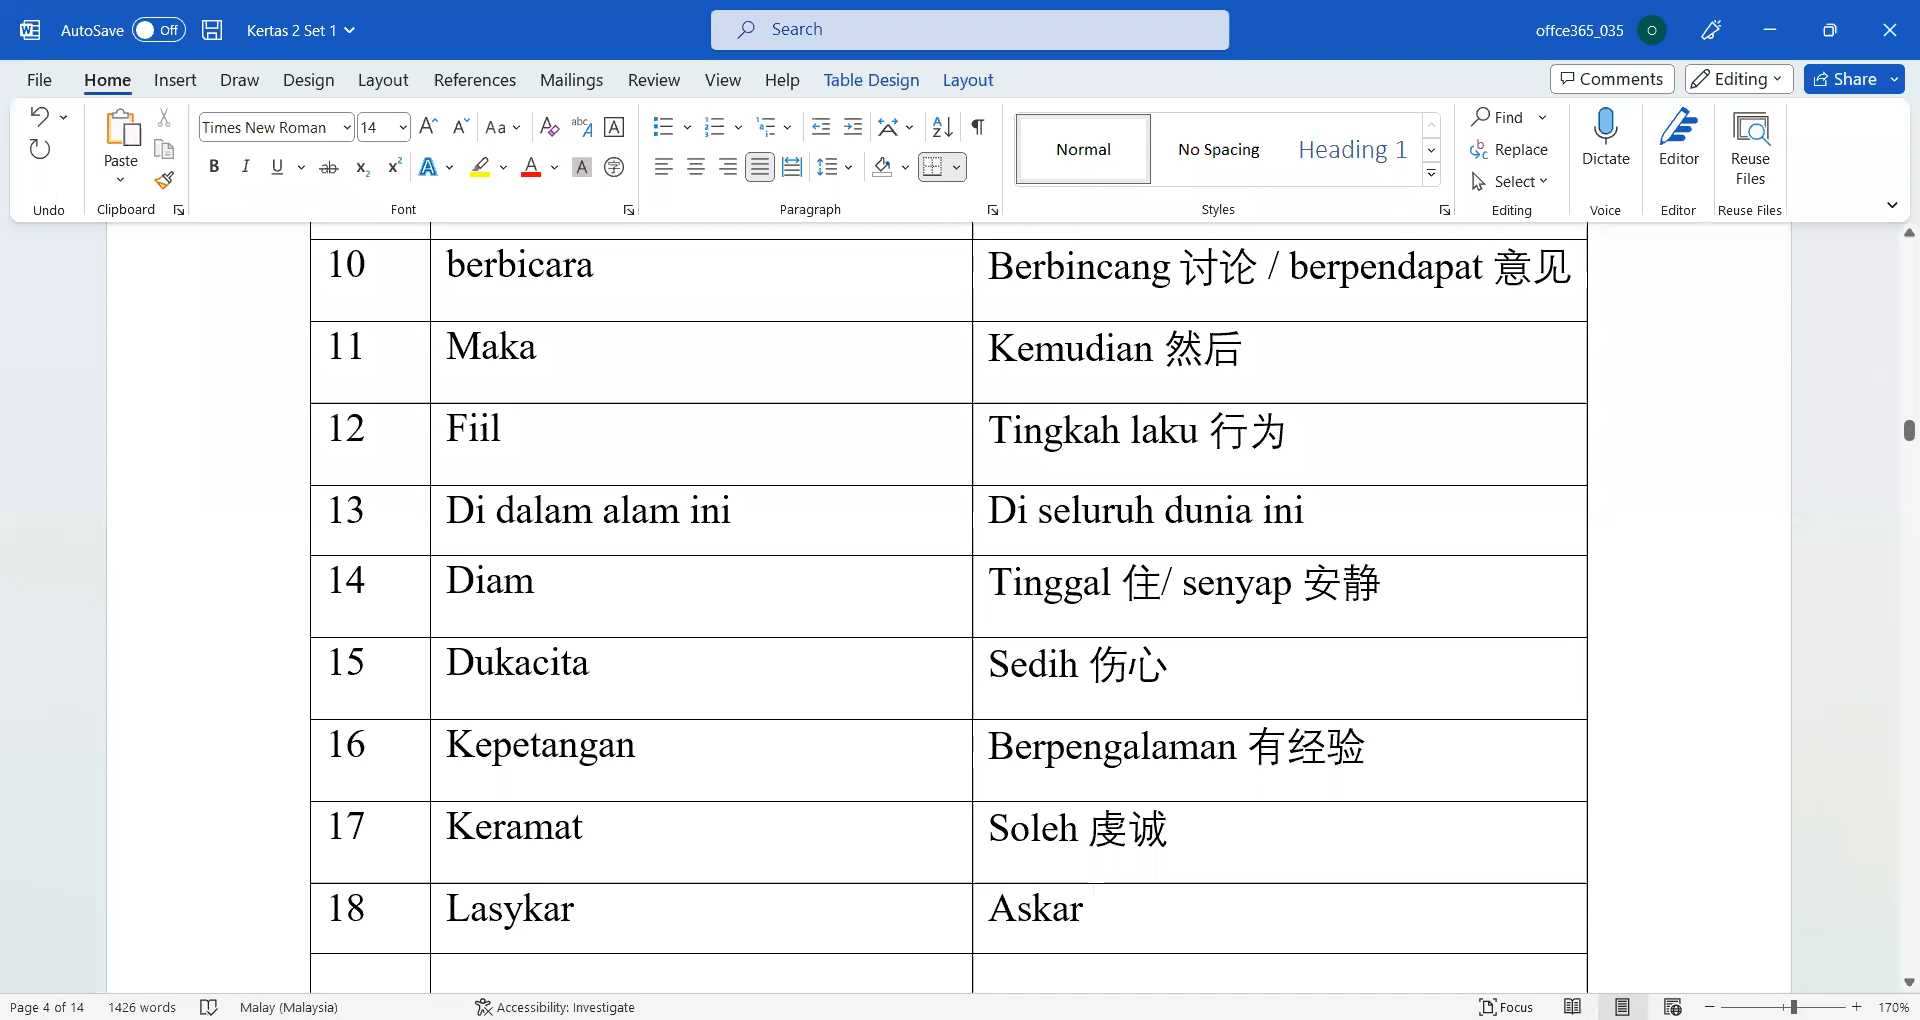 AutoSave Off Kertas 2 Set 1 Search offce365_035 O
File Home Insert Draw Design Layout References Mailings Review View Help Table Design Layout Comments Editing Share
Times New Roman 14 Aa Find
Paste Normal No Spacing Heading 1 Replace Dictate Editor Reuse Files
B I U ab x₂ x² A A A 字 Select
Undo Clipboard Font Paragraph Styles Editing Voice Editor Reuse Files
10 berbicara Berbincang 讨论 / berpendapat 意见
11 Maka Kemudian 然后
12 Fiil Tingkah laku 行为
13 Di dalam alam ini Di seluruh dunia ini
14 Diam Tinggal 住/ senyap 安静
15 Dukacita Sedih 伤心
16 Kepetangan Berpengalaman 有经验
17 Keramat Soleh 虔诚
18 Lasykar Askar
Page 4 of 14 1426 words Malay (Malaysia) Accessibility: Investigate Focus 170%